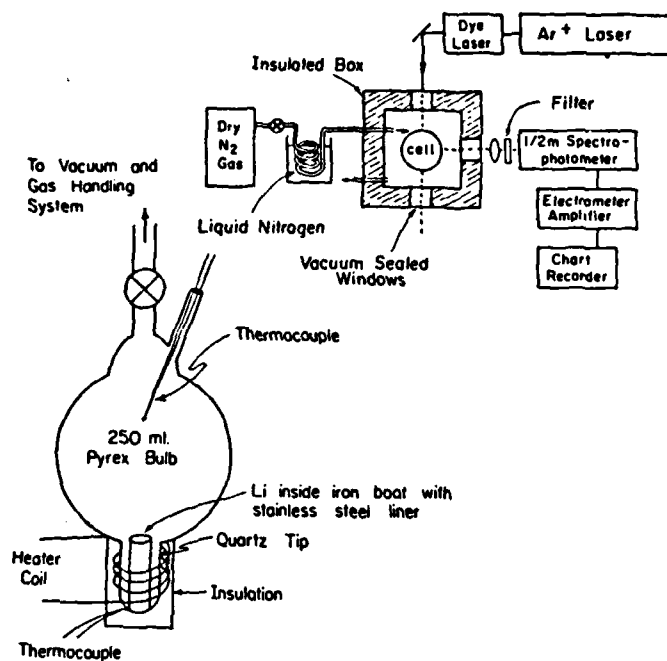 Dye
Laser
Ar+ Laser
Insulated Box
Filter
Dry
N2
Gas
cell
1/2m Spectro-
photometer
To Vacuum and
Gas Handling
System
Electrometer
Amplifier
Liquid Nitrogen
Vacuum Sealed
Windows
Chart
Recorder
Thermocouple
250 ml.
Pyrex Bulb
Li inside iron boat with
stainless steel liner
Quartz Tip
Heater
Coil
Insulation
Thermocouple